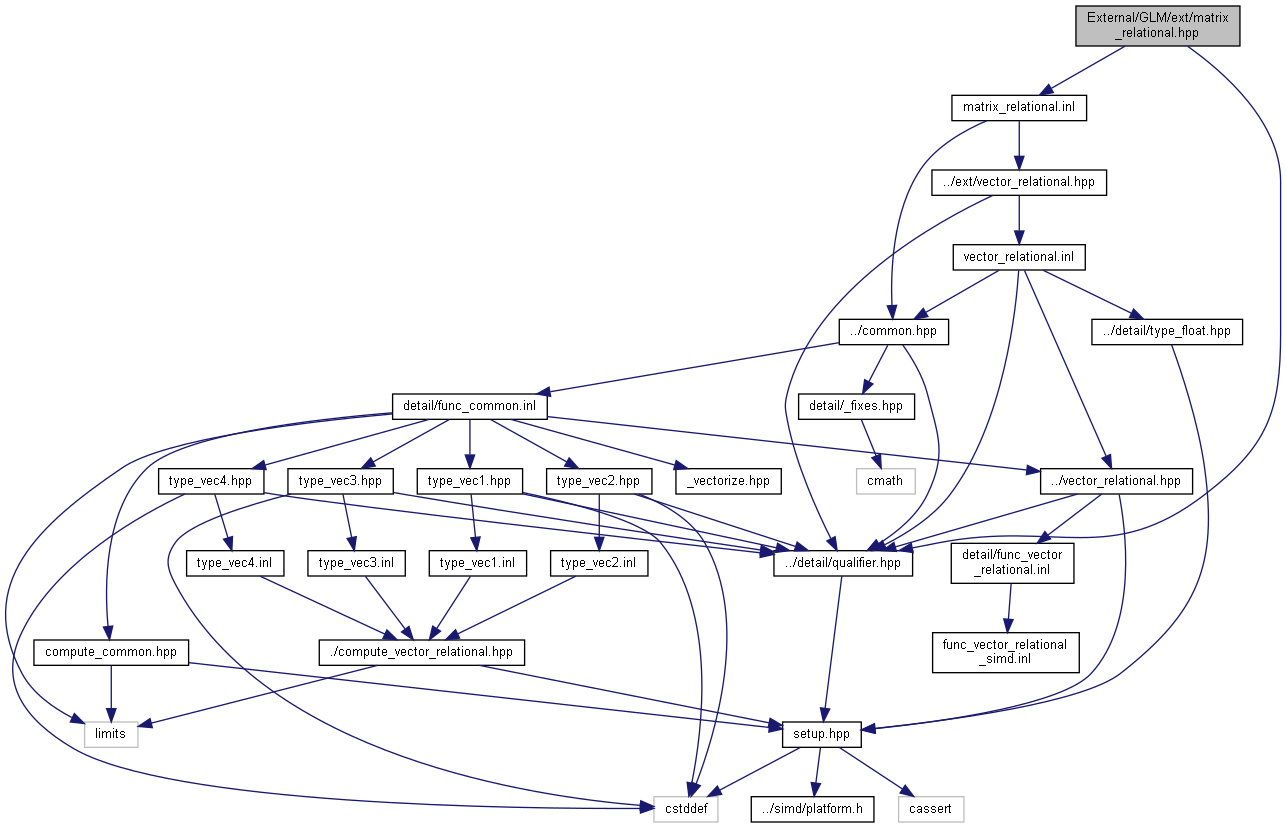 External/GLM/ext/matrix
_relational.hpp
matrix_relational.inl
../ext/vector_relational.hpp
vector_relational.inl
../common.hpp
../detail/type_float.hpp
detail/func_common.inl
detail/_fixes.hpp
type_vec4.hpp
type_vec3.hpp
type_vec1.hpp
type_vec2.hpp
_vectorize.hpp
cmath
../vector_relational.hpp
type_vec4.inl
type_vec3.inl
type_vec1.inl
type_vec2.inl
../detail/qualifier.hpp
detail/func_vector
_relational.inl
compute_common.hpp
./compute_vector_relational.hpp
func_vector_relational
_simd.inl
limits
setup.hpp
cstddef
../simd/platform.h
cassert